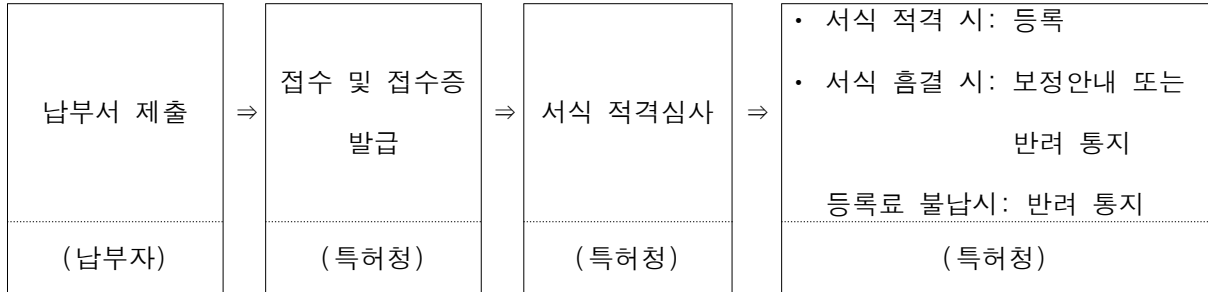 납부서 제출
(납부자)
⇒
접수 및 접수증
발급
(특허청)
⇒
서식 적격심사
(특허청)
⇒
• 서식 적격 시: 등록
• 서식 흠결 시: 보정안내 또는
반려 통지
등록료 불납시: 반려 통지
(특허청)